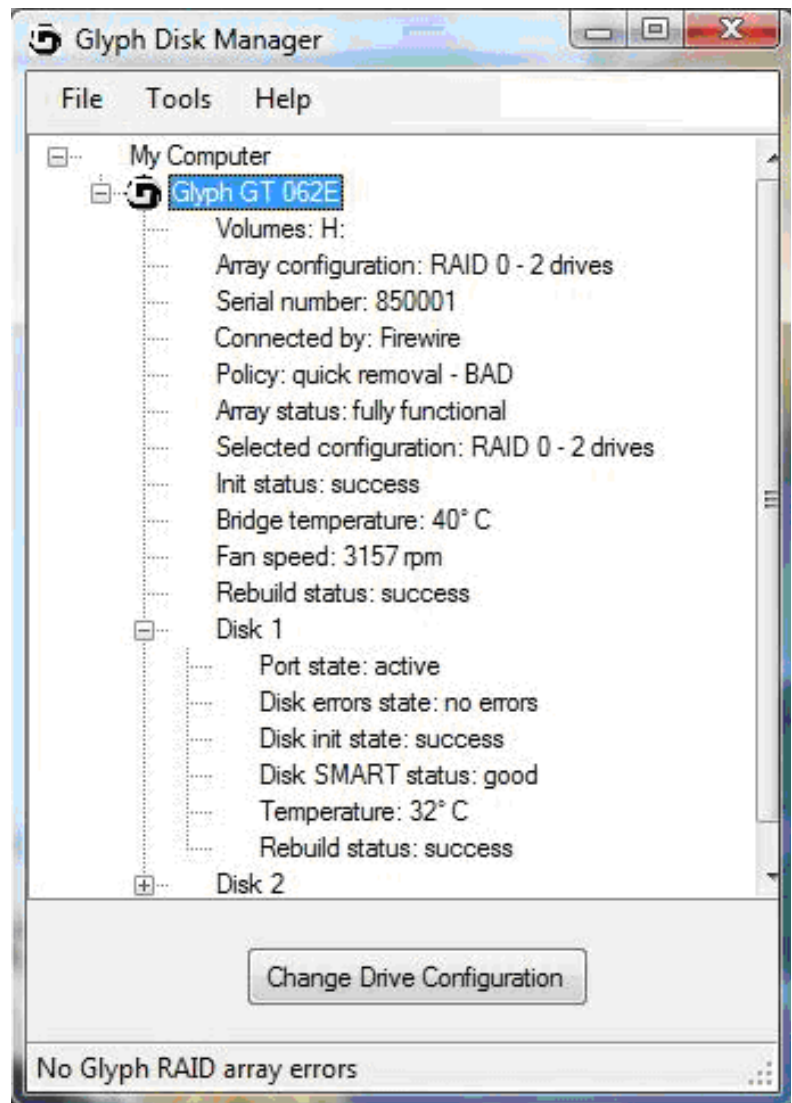 Glyph Disk Manager
File Tools Help
My Computer
Glyph GT 062E
Volumes: H:
Array configuration: RAID 0 - 2 drives
Serial number: 850001
Connected by: Firewire
Policy: quick removal - BAD
Array status: fully functional
Selected configuration: RAID 0 - 2 drives
Init status: success
Bridge temperature: 40° C
Fan speed: 3157 rpm
Rebuild status: success
Disk 1
Port state: active
Disk errors state: no errors
Disk init state: success
Disk SMART status: good
Temperature: 32° C
Rebuild status: success
Disk 2
Change Drive Configuration
No Glyph RAID array errors